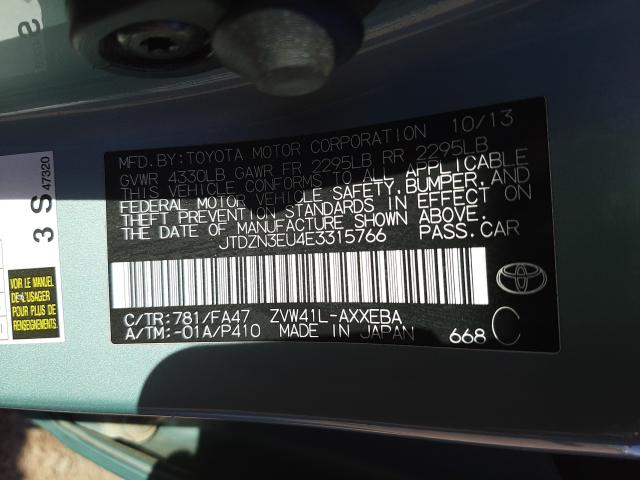 MFD. BY: TOYOTA MOTOR CORPORATION 10/13
GVWR 4330LB GAWR FR 2295LB RR 2295LB
THIS VEHICLE CONFORMS TO ALL APPLICABLE
FEDERAL MOTOR VEHICLE SAFETY, BUMPER, AND
THEFT PREVENTION STANDARDS IN EFFECT ON
THE DATE OF MANUFACTURE SHOWN ABOVE.
JTDZN3EU4E3315766 PASS. CAR
C/TR: 781/FA47 ZVW41L-AXXEBA
A/TM: -01A/P410 MADE IN JAPAN 668 C
3 S 47320
VOIR LE MANUEL
DE L'USAGER
POUR PLUS DE
RENSEIGNEMENTS